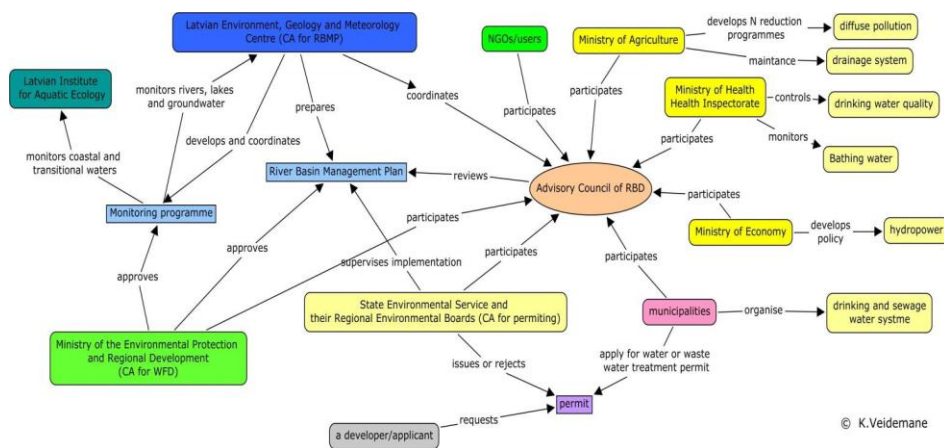 Latvian Environment, Geology and Meteorology
Centre (CA for RBMP)
NGOs/users
Ministry of Agriculture
develops N reduction
programmes
diffuse pollution
maintance
drainage system
Latvian Institute
for Aquatic Ecology
monitors rivers, lakes
and groundwater
prepares
coordinates
participates
participates
Ministry of Health
Health Inspectorate
controls
drinking water quality
participates
monitors
Bathing water
monitors coastal and
transitional waters
develops and coordinates
River Basin Management Plan
reviews
Advisory Council of RBD
participates
Monitoring programme
participates
Ministry of Economy
develops
policy
hydropower
approves
approves
supervises implementation
participates
participates
State Environmental Service and
their Regional Environmental Boards (CA for permiting)
municipalities
organise
drinking and sewage
water systme
Ministry of the Environmental Protection
and Regional Development
(CA for WFD)
issues or rejects
apply for water or waste
water treatment permit
permit
requests
a developer/applicant
© K.Veidemane